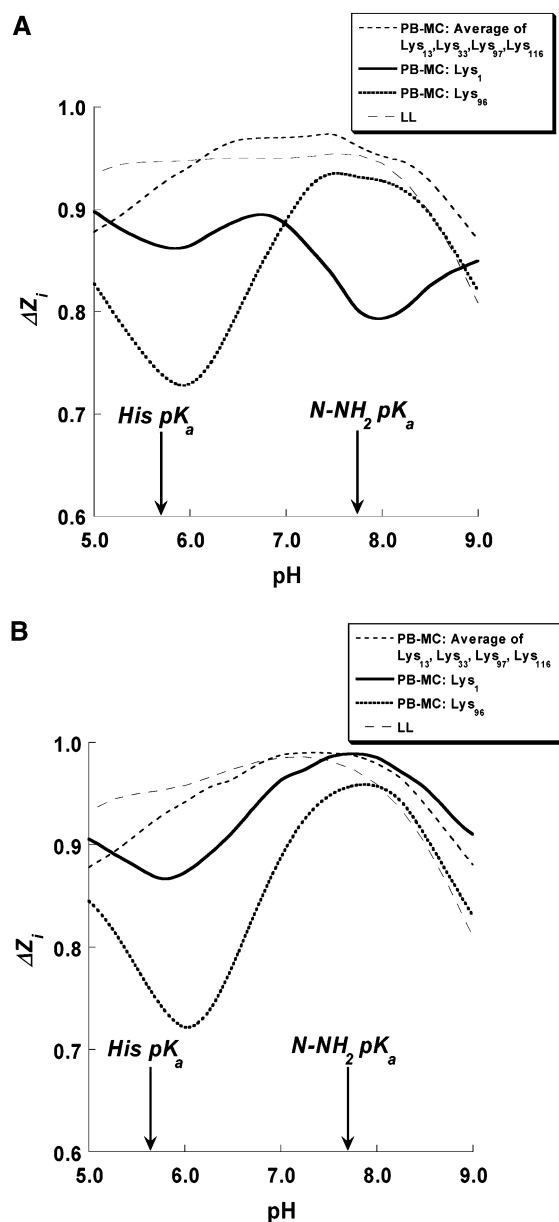 A
PB-MC: Average of
Lys13,Lys33,Lys97,Lys116
PB-MC: Lys1
PB-MC: Lys96
LL
1.0
0.9
0.8
0.7
0.6
ΔZi
His pKa
N-NH2 pKa
5.0 6.0 7.0 8.0 9.0
pH
B
PB-MC: Average of
Lys13, Lys33, Lys97, Lys116
PB-MC: Lys1
PB-MC: Lys96
LL
1.0
0.9
0.8
0.7
0.6
ΔZi
His pKa
N-NH2 pKa
5.0 6.0 7.0 8.0 9.0
pH